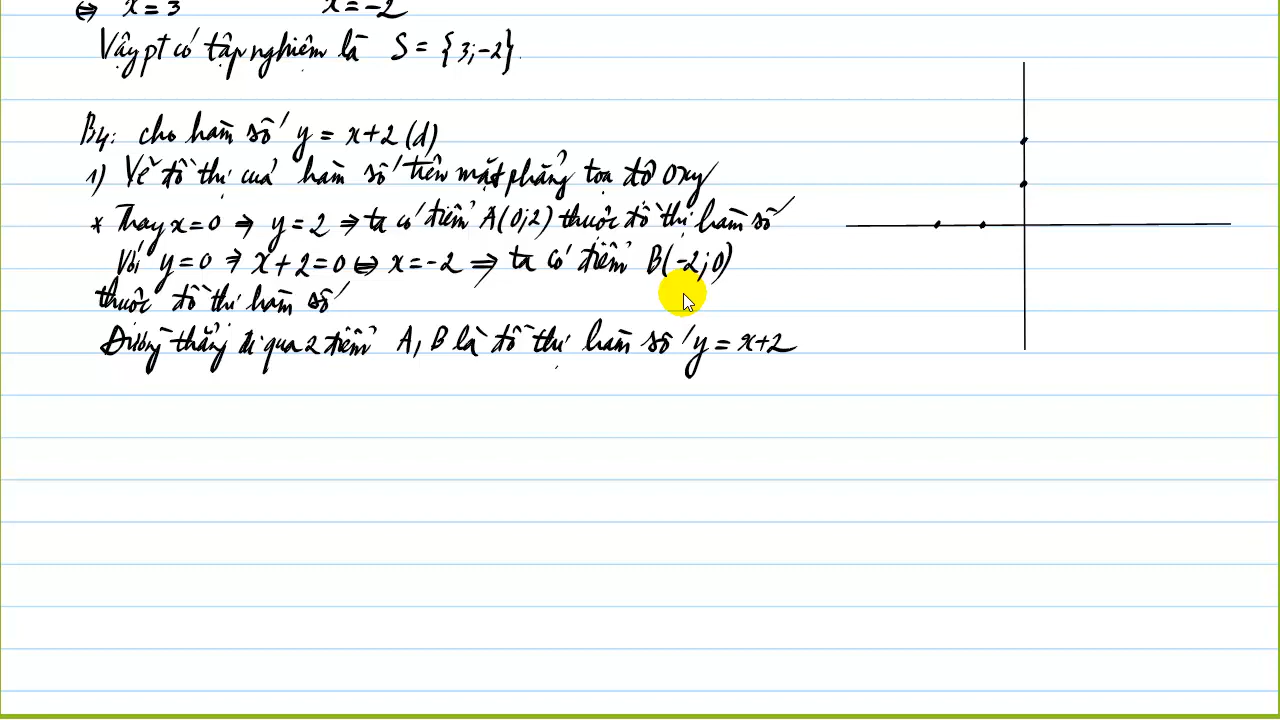 ⇔ x = 3 x = -2
Vậy pt có tập nghiệm là S = {3;-2}.
B4: cho hàm số y = x+2 (d)
1) Vẽ đồ thị của hàm số trên mặt phẳng tọa độ Oxy
* Thay x=0 ⇒ y = 2 ⇒ ta có điểm A(0;2) thuộc đồ thị hàm số
Với y=0 ⇒ x+2=0 ⇔ x=-2 ⇒ ta có điểm B(-2;0)
thuộc đồ thị hàm số
Đường thẳng đi qua 2 điểm A, B là đồ thị hàm số y = x+2